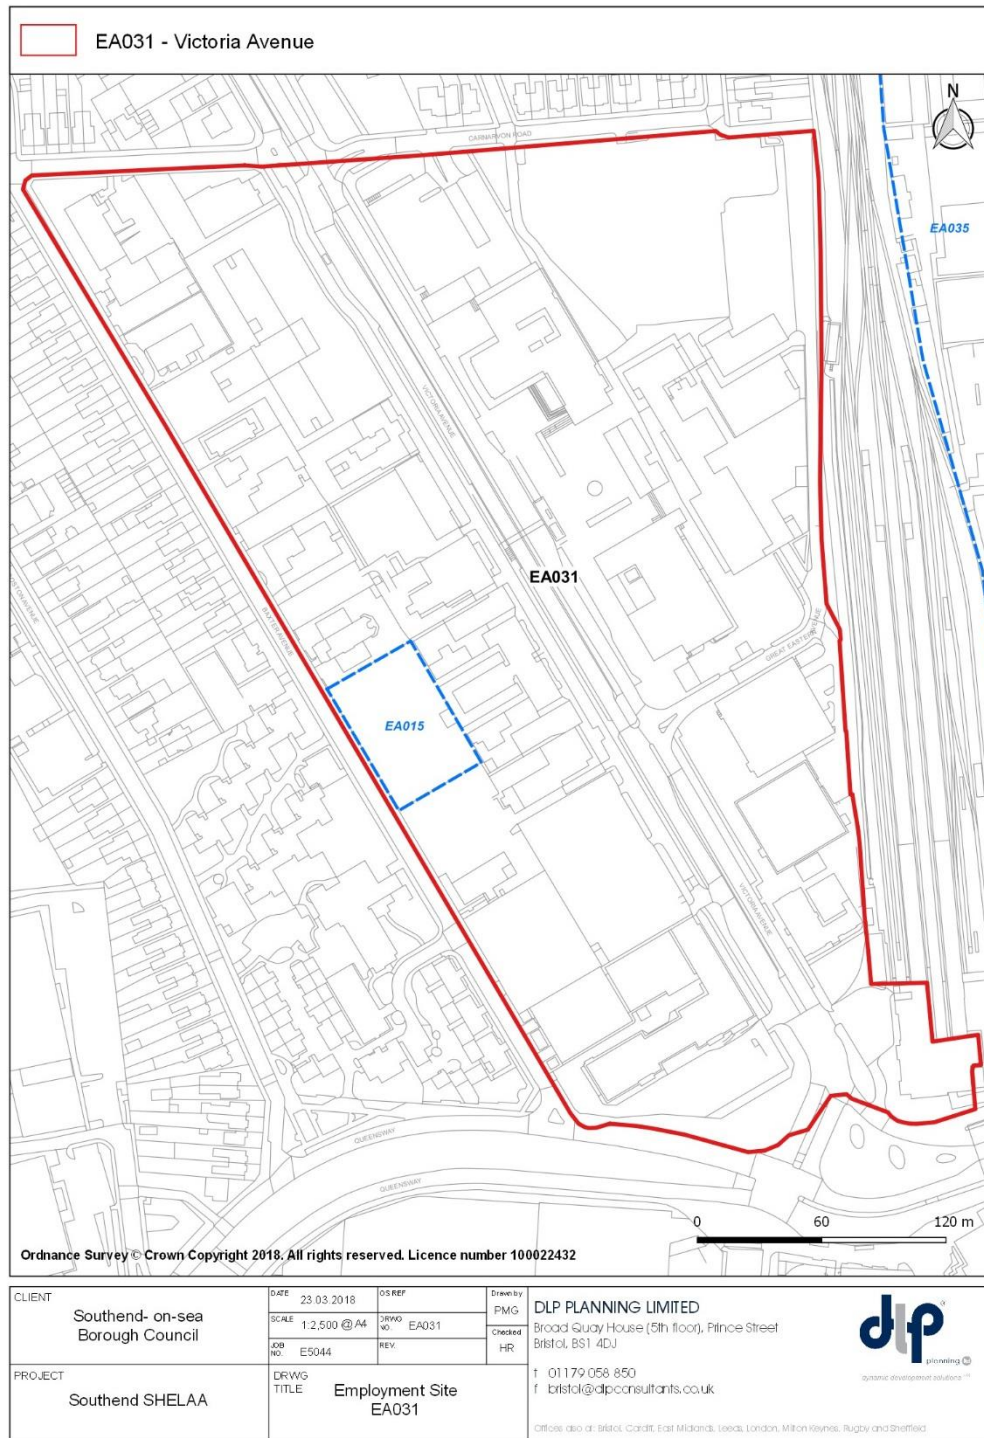 EA031 - Victoria Avenue
N
CARNARVON ROAD
EA035
VICTORIA AVENUE
EA031
BAXTER AVENUE
GREAT EASTERN AVENUE
EA015
VICTORIA AVENUE
QUEENSWAY
QUEENSWAY
0 60 120 m
Ordnance Survey © Crown Copyright 2018. All rights reserved. Licence number 100022432
CLIENT
Southend- on-sea
Borough Council
PROJECT
Southend SHELAA
DATE 23.03.2018
OS REF
SCALE 1:2,500 @ A4
DRWG NO. EA031
JOB NO. E5044
REV.
Drawn by
PMG
Checked
HR
DRWG
TITLE Employment Site
EA031
DLP PLANNING LIMITED
Broad Quay House (5th floor), Prince Street
Bristol, BS1 4DJ
t 01179 058 850
f bristol@dlpconsultants.co.uk
Offices also at: Bristol, Cardiff, East Midlands, Leeds, London, Milton Keynes, Rugby and Sheffield
dlp
planning
dynamic development solutions